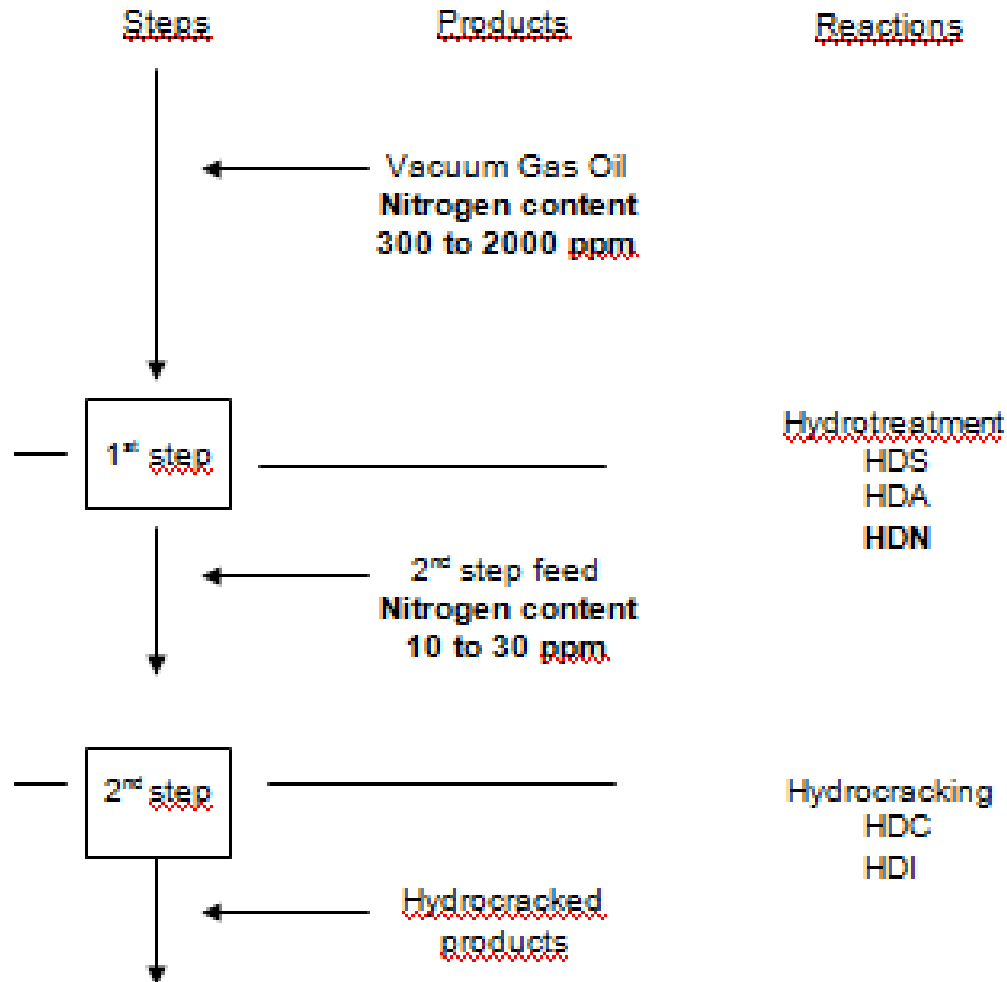 Steps Products Reactions
Vacuum Gas Oil
Nitrogen content
300 to 2000 ppm
1st step
Hydrotreatment
HDS
HDA
HDN
2nd step feed
Nitrogen content
10 to 30 ppm
2nd step
Hydrocracking
HDC
HDI
Hydrocracked
products